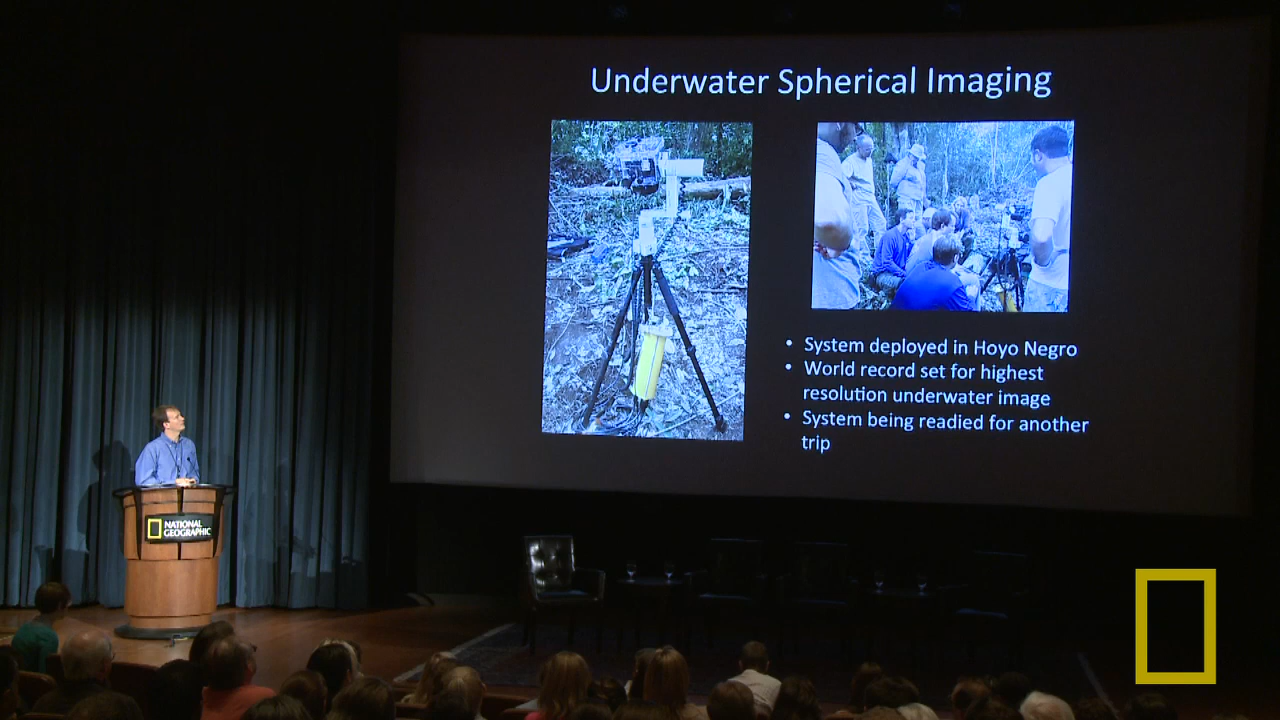 Underwater Spherical Imaging
• System deployed in Hoyo Negro
• World record set for highest
resolution underwater image
• System being readied for another
trip
NATIONAL
GEOGRAPHIC